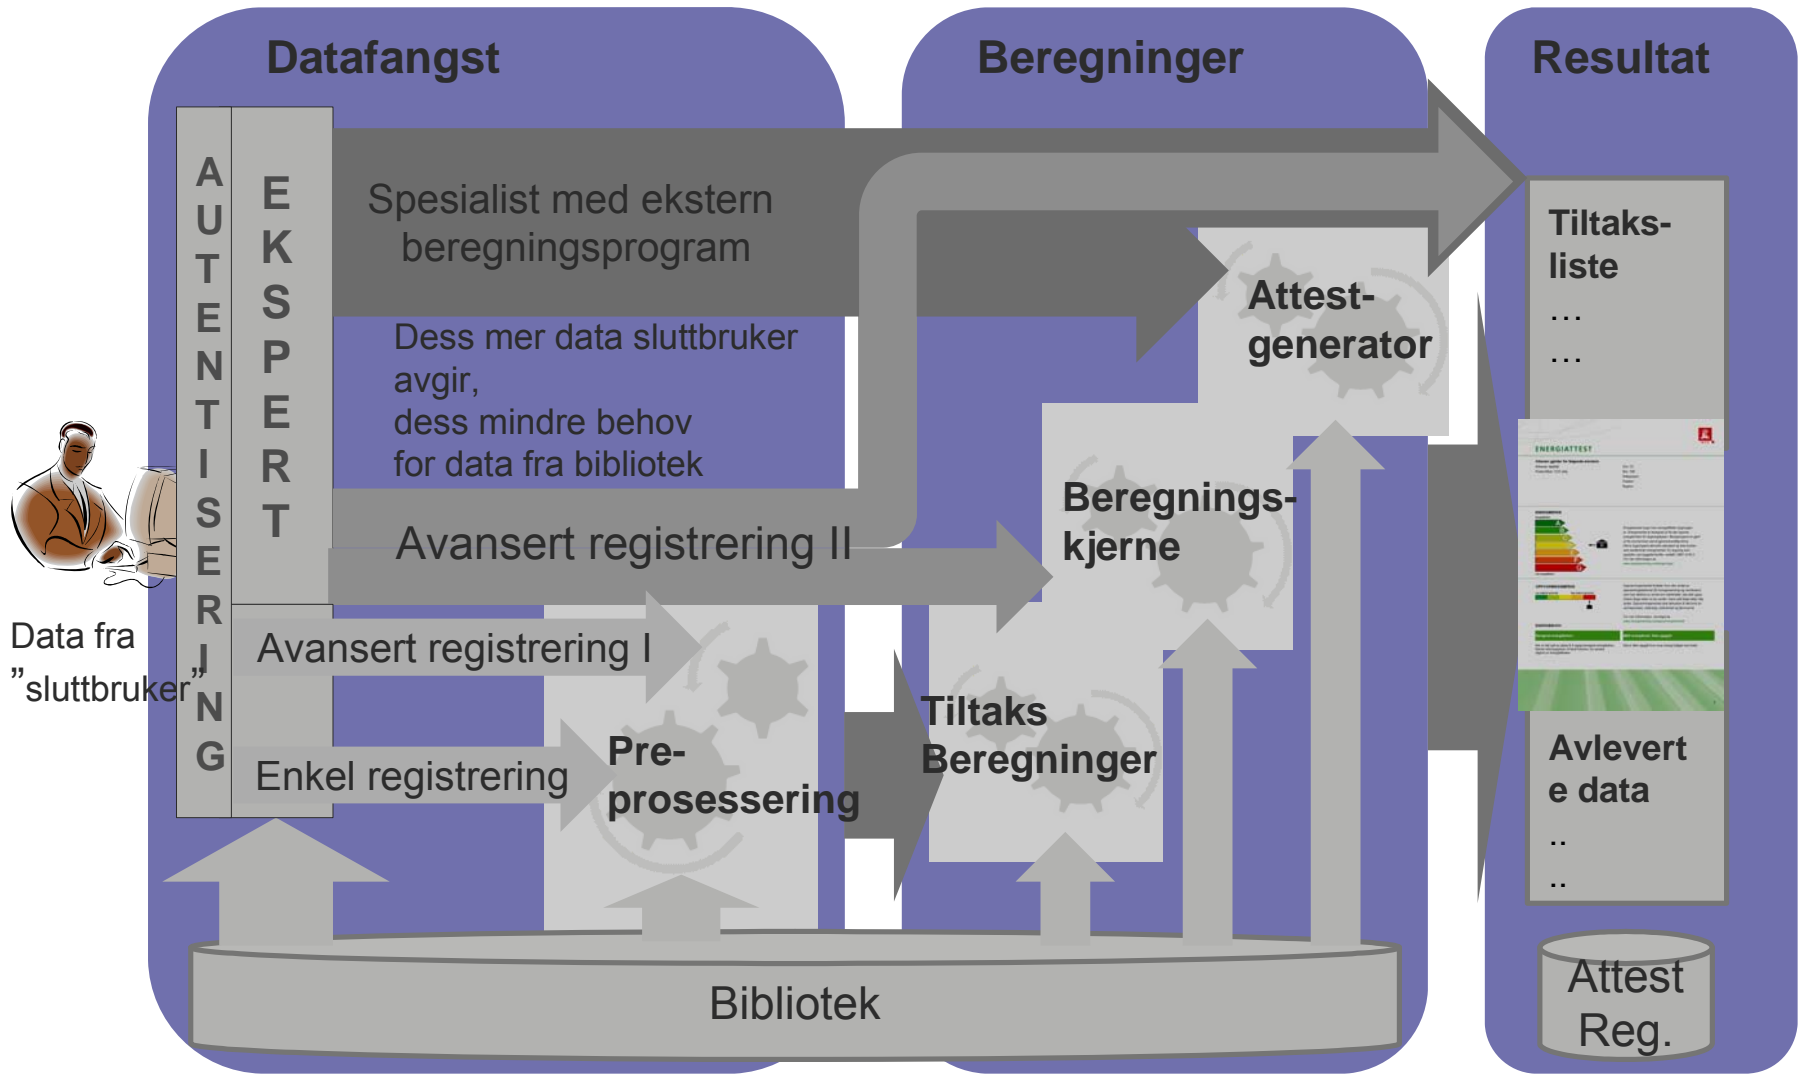 Datafangst
Beregninger
Resultat
AUTENTISERING
EKSPERT
Spesialist med ekstern
beregningsprogram
Dess mer data sluttbruker
avgir,
dess mindre behov
for data fra bibliotek
Avansert registrering II
Avansert registrering I
Enkel registrering
Data fra
”sluttbruker”
Pre-
prosessering
Tiltaks
Beregninger
Beregnings-
kjerne
Attest-
generator
Tiltaks-
liste
...
...
ENERGIATTEST
Avlevert
e data
..
..
Bibliotek
Attest
Reg.